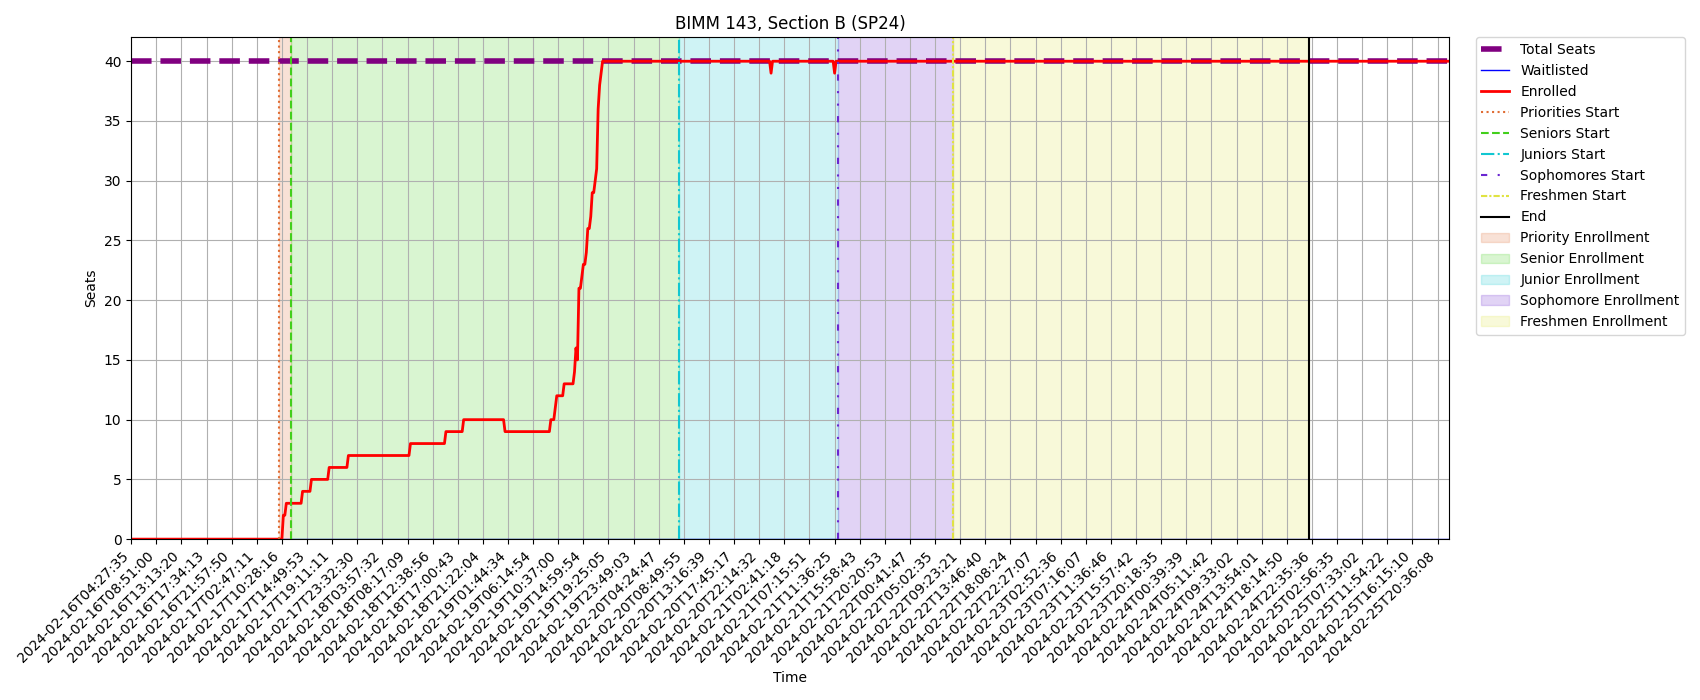 BIMM 143, Section B (SP24)
Seats
40
35
30
25
20
15
10
5
0
2024-02-16T04:27:35
2024-02-16T08:51:00
2024-02-16T13:13:20
2024-02-16T17:34:13
2024-02-16T21:57:50
2024-02-17T02:47:11
2024-02-17T10:28:16
2024-02-17T14:49:53
2024-02-17T19:11:11
2024-02-17T23:32:30
2024-02-18T03:57:32
2024-02-18T08:17:09
2024-02-18T12:38:56
2024-02-18T17:00:43
2024-02-18T21:22:04
2024-02-19T01:44:34
2024-02-19T06:14:54
2024-02-19T10:37:00
2024-02-19T14:59:54
2024-02-19T19:25:05
2024-02-19T23:49:03
2024-02-20T04:24:47
2024-02-20T08:49:55
2024-02-20T13:16:39
2024-02-20T17:45:17
2024-02-20T22:14:32
2024-02-21T02:41:18
2024-02-21T07:15:51
2024-02-21T11:36:25
2024-02-21T15:58:43
2024-02-21T20:20:53
2024-02-22T00:41:47
2024-02-22T05:02:35
2024-02-22T09:23:21
2024-02-22T13:46:40
2024-02-22T18:08:24
2024-02-22T22:27:07
2024-02-23T02:52:36
2024-02-23T07:16:07
2024-02-23T11:36:46
2024-02-23T15:57:42
2024-02-23T20:18:35
2024-02-24T00:39:39
2024-02-24T05:11:42
2024-02-24T09:33:02
2024-02-24T13:54:01
2024-02-24T18:14:50
2024-02-24T22:35:36
2024-02-25T02:56:35
2024-02-25T07:33:02
2024-02-25T11:54:22
2024-02-25T16:15:10
2024-02-25T20:36:08
Time
Total Seats
Waitlisted
Enrolled
Priorities Start
Seniors Start
Juniors Start
Sophomores Start
Freshmen Start
End
Priority Enrollment
Senior Enrollment
Junior Enrollment
Sophomore Enrollment
Freshmen Enrollment